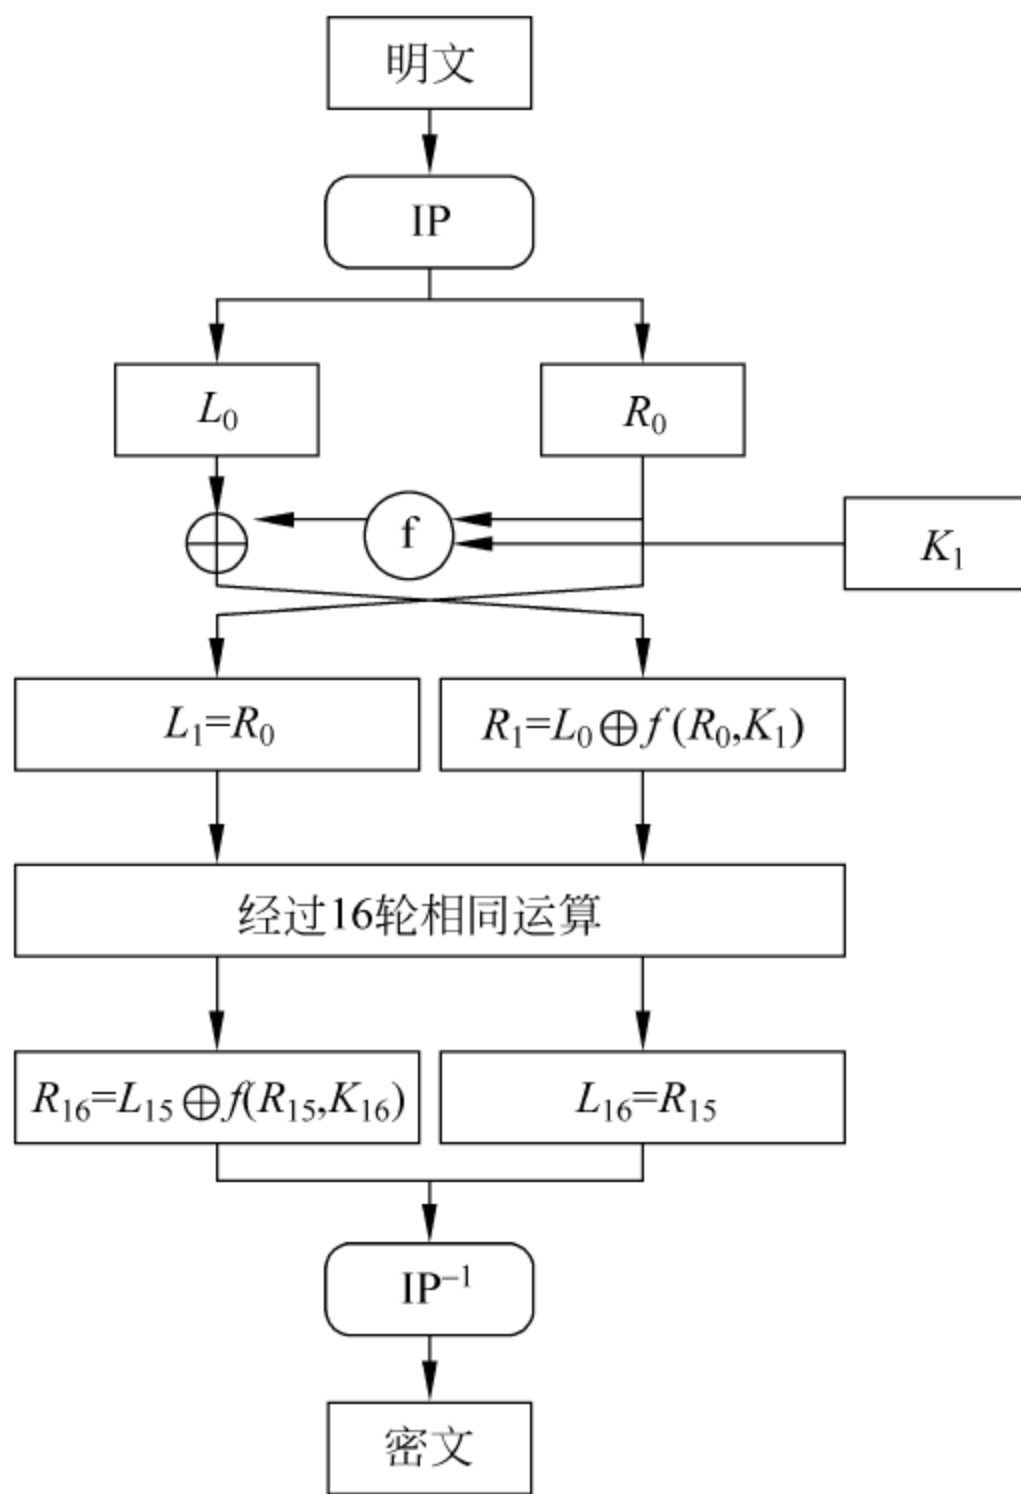 明文
IP
L₀
R₀
f
K₁
L₁=R₀
R₁=L₀⊕f(R₀,K₁)
经过16轮相同运算
R₁₆=L₁₅⊕f(R₁₅,K₁₆)
L₁₆=R₁₅
IP⁻¹
密文